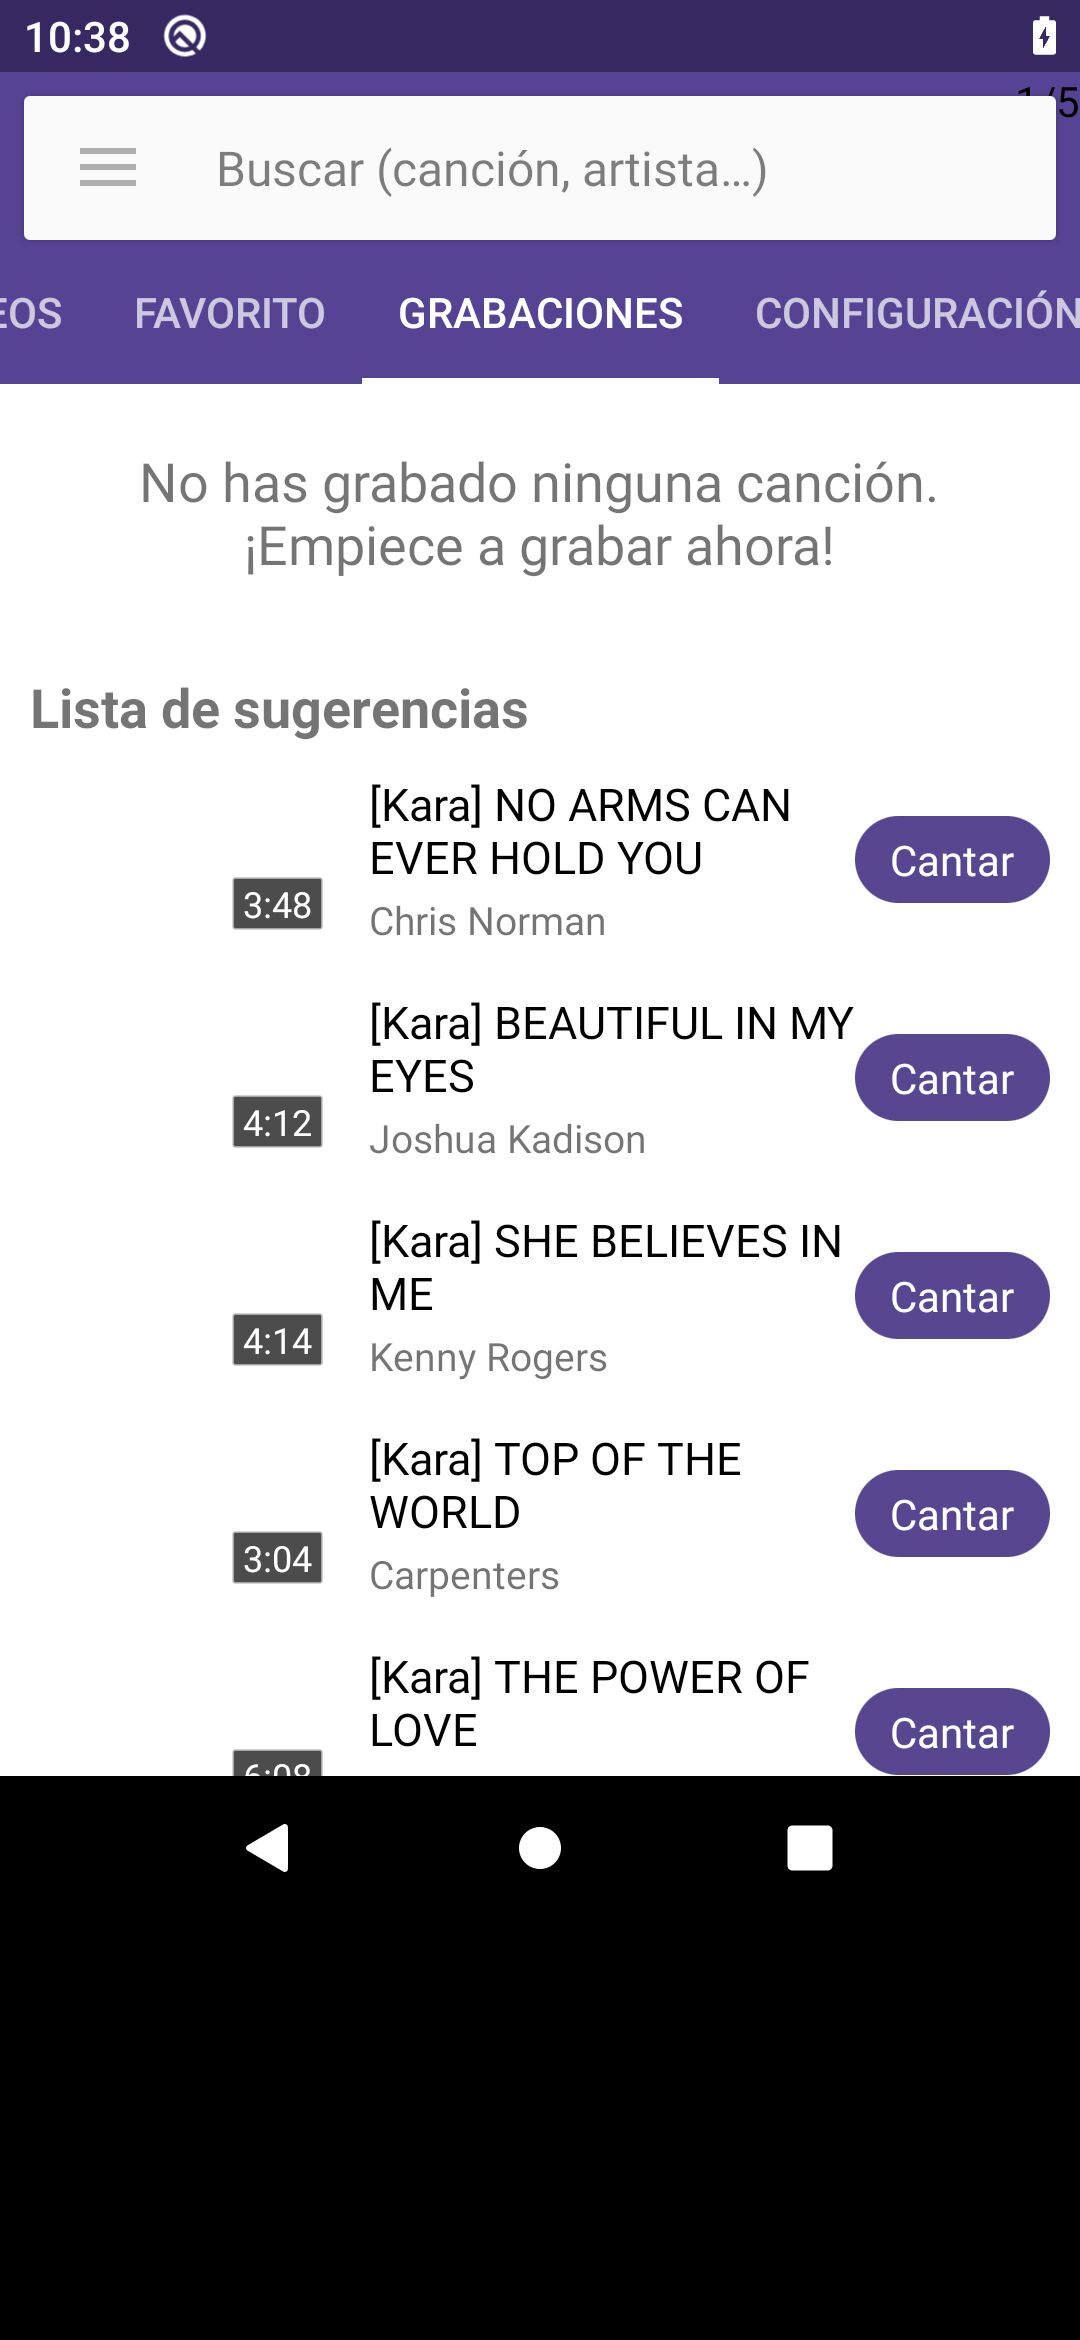 10:38
1/5
Buscar (canción, artista...)
EOS FAVORITO GRABACIONES CONFIGURACIÓN
No has grabado ninguna canción.
¡Empiece a grabar ahora!
Lista de sugerencias
[Kara] NO ARMS CAN
EVER HOLD YOU
Chris Norman
3:48
Cantar
[Kara] BEAUTIFUL IN MY
EYES
Joshua Kadison
4:12
Cantar
[Kara] SHE BELIEVES IN
ME
Kenny Rogers
4:14
Cantar
[Kara] TOP OF THE
WORLD
Carpenters
3:04
Cantar
[Kara] THE POWER OF
LOVE
6:08
Cantar